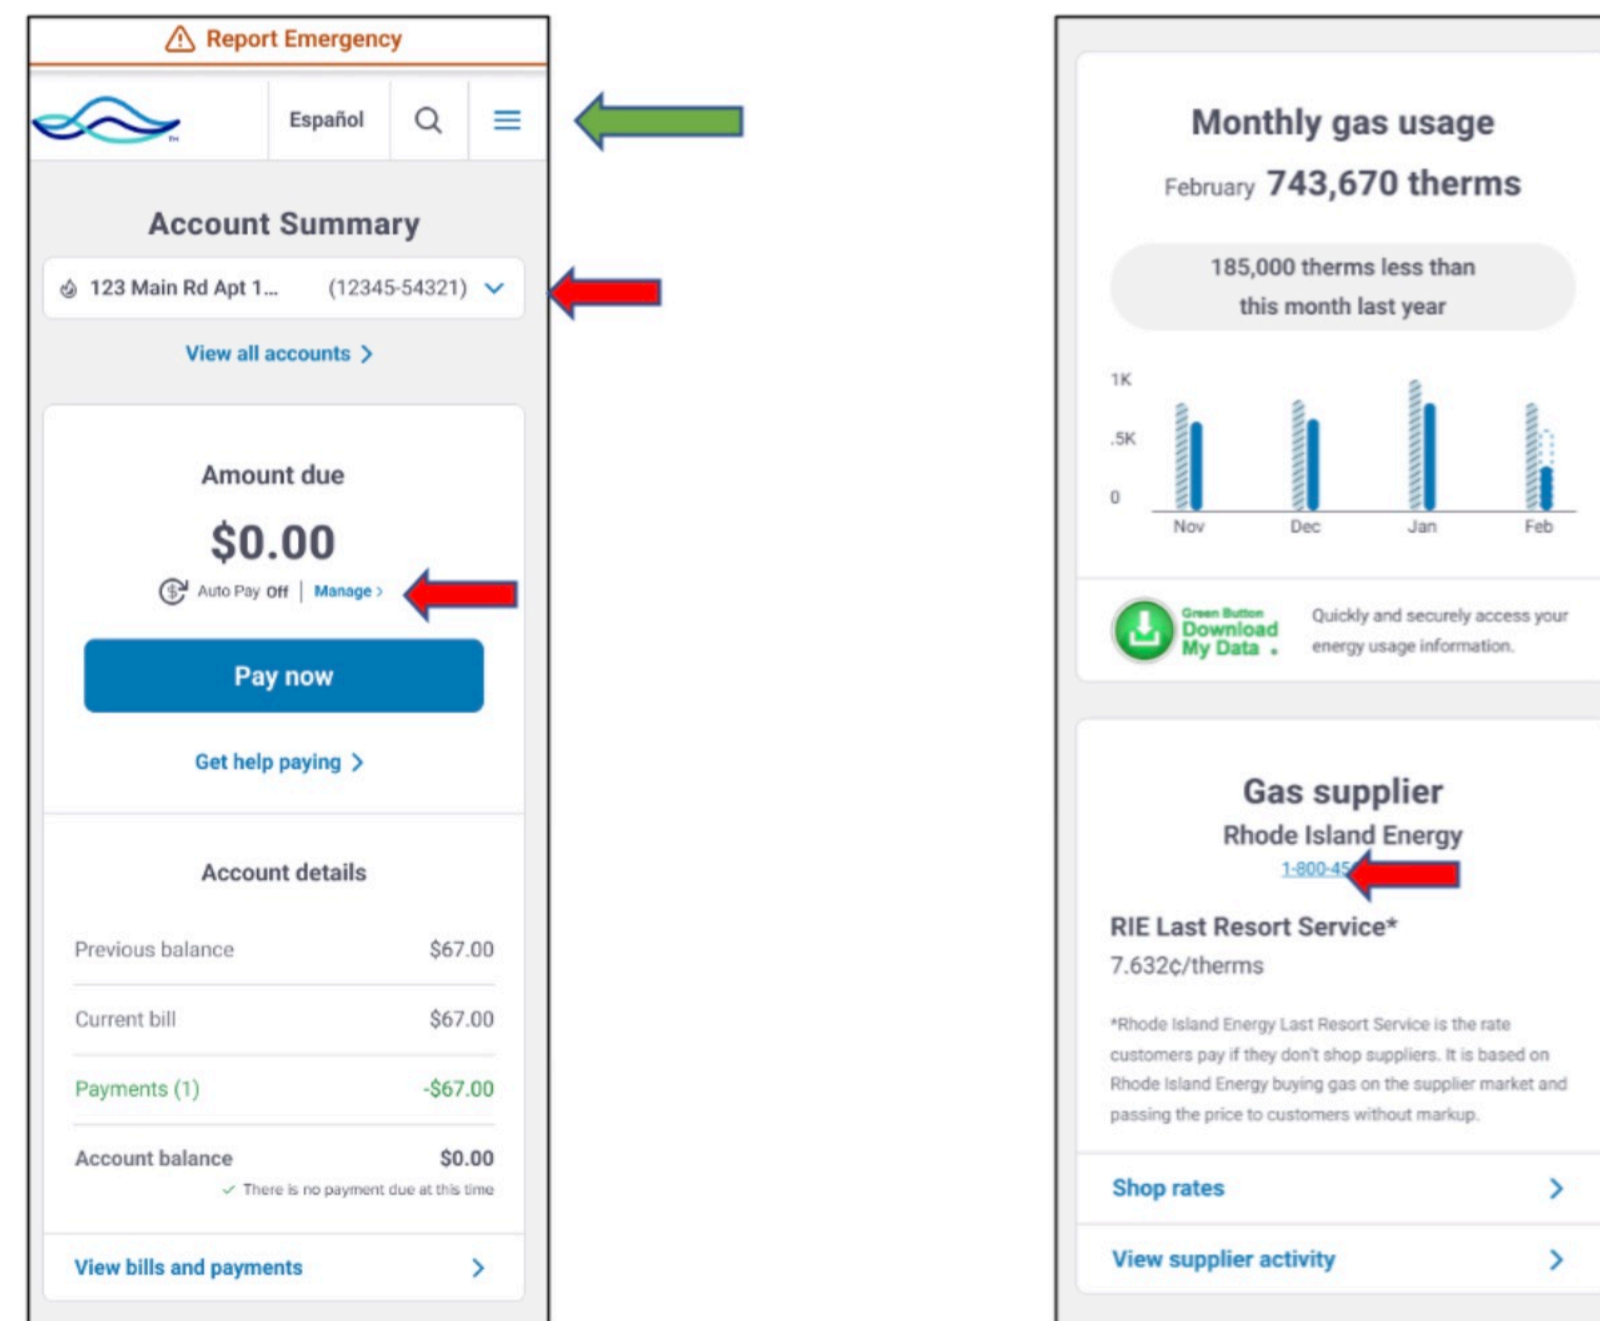 Report Emergency
TM
Español
Account Summary
123 Main Rd Apt 1... (12345-54321)
View all accounts
Amount due
$0.00
Auto Pay Off | Manage
Pay now
Get help paying
Account details
Previous balance $67.00
Current bill $67.00
Payments (1) -$67.00
Account balance $0.00
There is no payment due at this time
View bills and payments
Monthly gas usage
February 743,670 therms
185,000 therms less than
this month last year
1K
.5K
0
Nov Dec Jan Feb
Green Button
Download
My Data .
Quickly and securely access your
energy usage information.
Gas supplier
Rhode Island Energy
1-800-45
RIE Last Resort Service*
7.632¢/therms
*Rhode Island Energy Last Resort Service is the rate
customers pay if they don't shop suppliers. It is based on
Rhode Island Energy buying gas on the supplier market and
passing the price to customers without markup.
Shop rates
View supplier activity